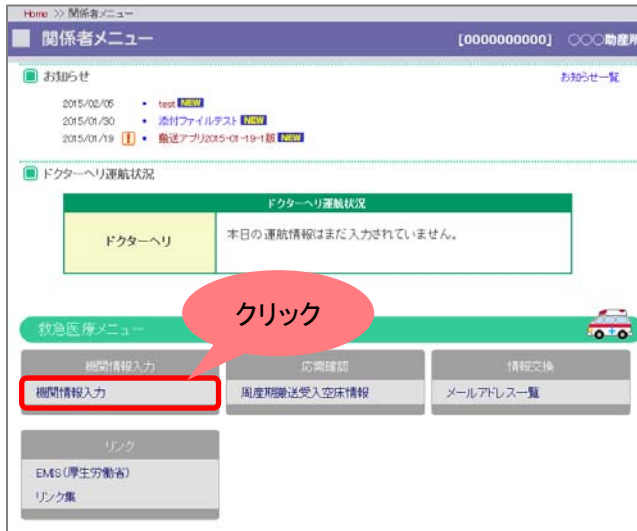 Home >> 関係者メニュー
関係者メニュー [0000000000] ○○○助産所
お知らせ お知らせ一覧
2015/02/05 • test NEW
2015/01/30 • 添付ファイルテスト NEW
2015/01/19 ! • 搬送アプリ2015-01-19-1版 NEW
ドクターヘリ運航状況
ドクターヘリ運航状況
ドクターヘリ 本日の運航情報はまだ入力されていません。
クリック
救急医療メニュー
機関情報入力 応需確認 情報交換
機関情報入力 周産期搬送受入空床情報 メールアドレス一覧
リンク
EMIS(厚生労働省)
リンク集